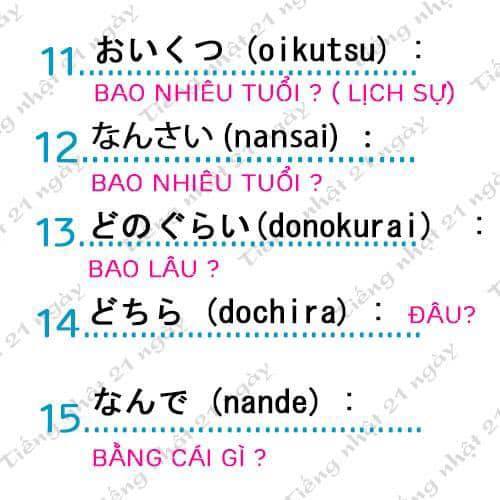 11 おいくつ (oikutsu) :
BAO NHIÊU TUỔI ? ( LỊCH SỰ)
12 なんさい (nansai) :
BAO NHIÊU TUỔI ?
13 どのぐらい(donokurai) :
BAO LÂU ?
14 どちら (dochira) : ĐÂU?
15 なんで (nande) :
BẰNG CÁI GÌ ?
Tiếng nhật 21 ngày